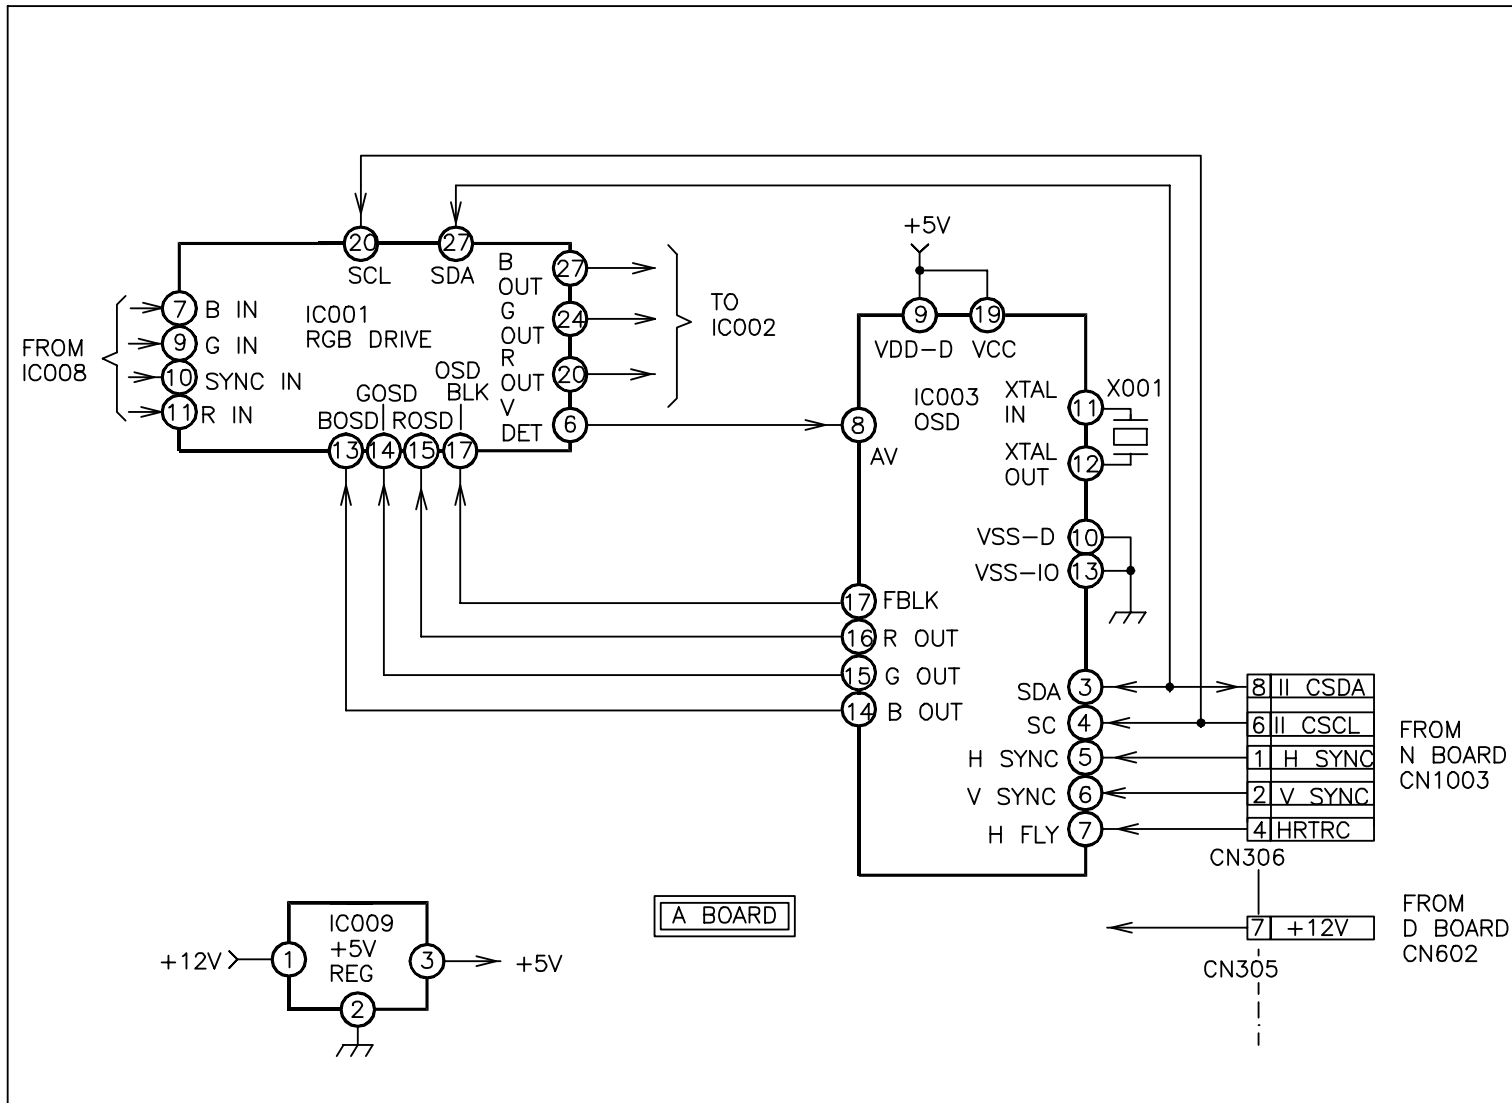 20
27
SCL
SDA
B
OUT
27
G
OUT
24
R
OUT
20
V
DET
6
IC001
RGB DRIVE
FROM
IC008
7
B IN
9
G IN
10
SYNC IN
11
R IN
OSD
GOSD
BLK
BOSD
ROSD
13
14
15
17
TO
IC002
+5V
9
19
VDD-D
VCC
IC003
OSD
8
AV
XTAL
IN
11
X001
XTAL
OUT
12
VSS-D
10
VSS-IO
13
17
FBLK
16
R OUT
15
G OUT
14
B OUT
SDA
3
8
II CSDA
SC
4
6
II CSCL
H SYNC
5
1
H SYNC
V SYNC
6
2
V SYNC
H FLY
7
4
HRTRC
FROM
N BOARD
CN1003
CN306
7
+12V
FROM
D BOARD
CN602
CN305
A BOARD
IC009
+5V
REG
+12V
1
3
+5V
2